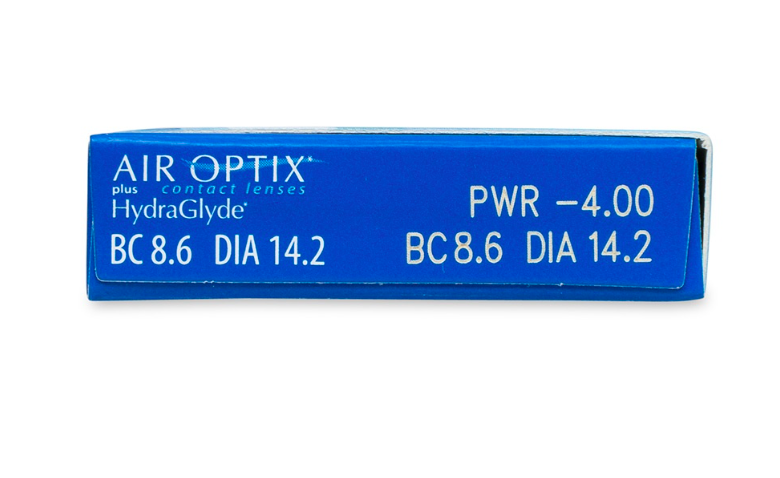 AIR OPTIX*
plus contact lenses
HydraGlyde*
BC 8.6 DIA 14.2
PWR -4.00
BC 8.6 DIA 14.2